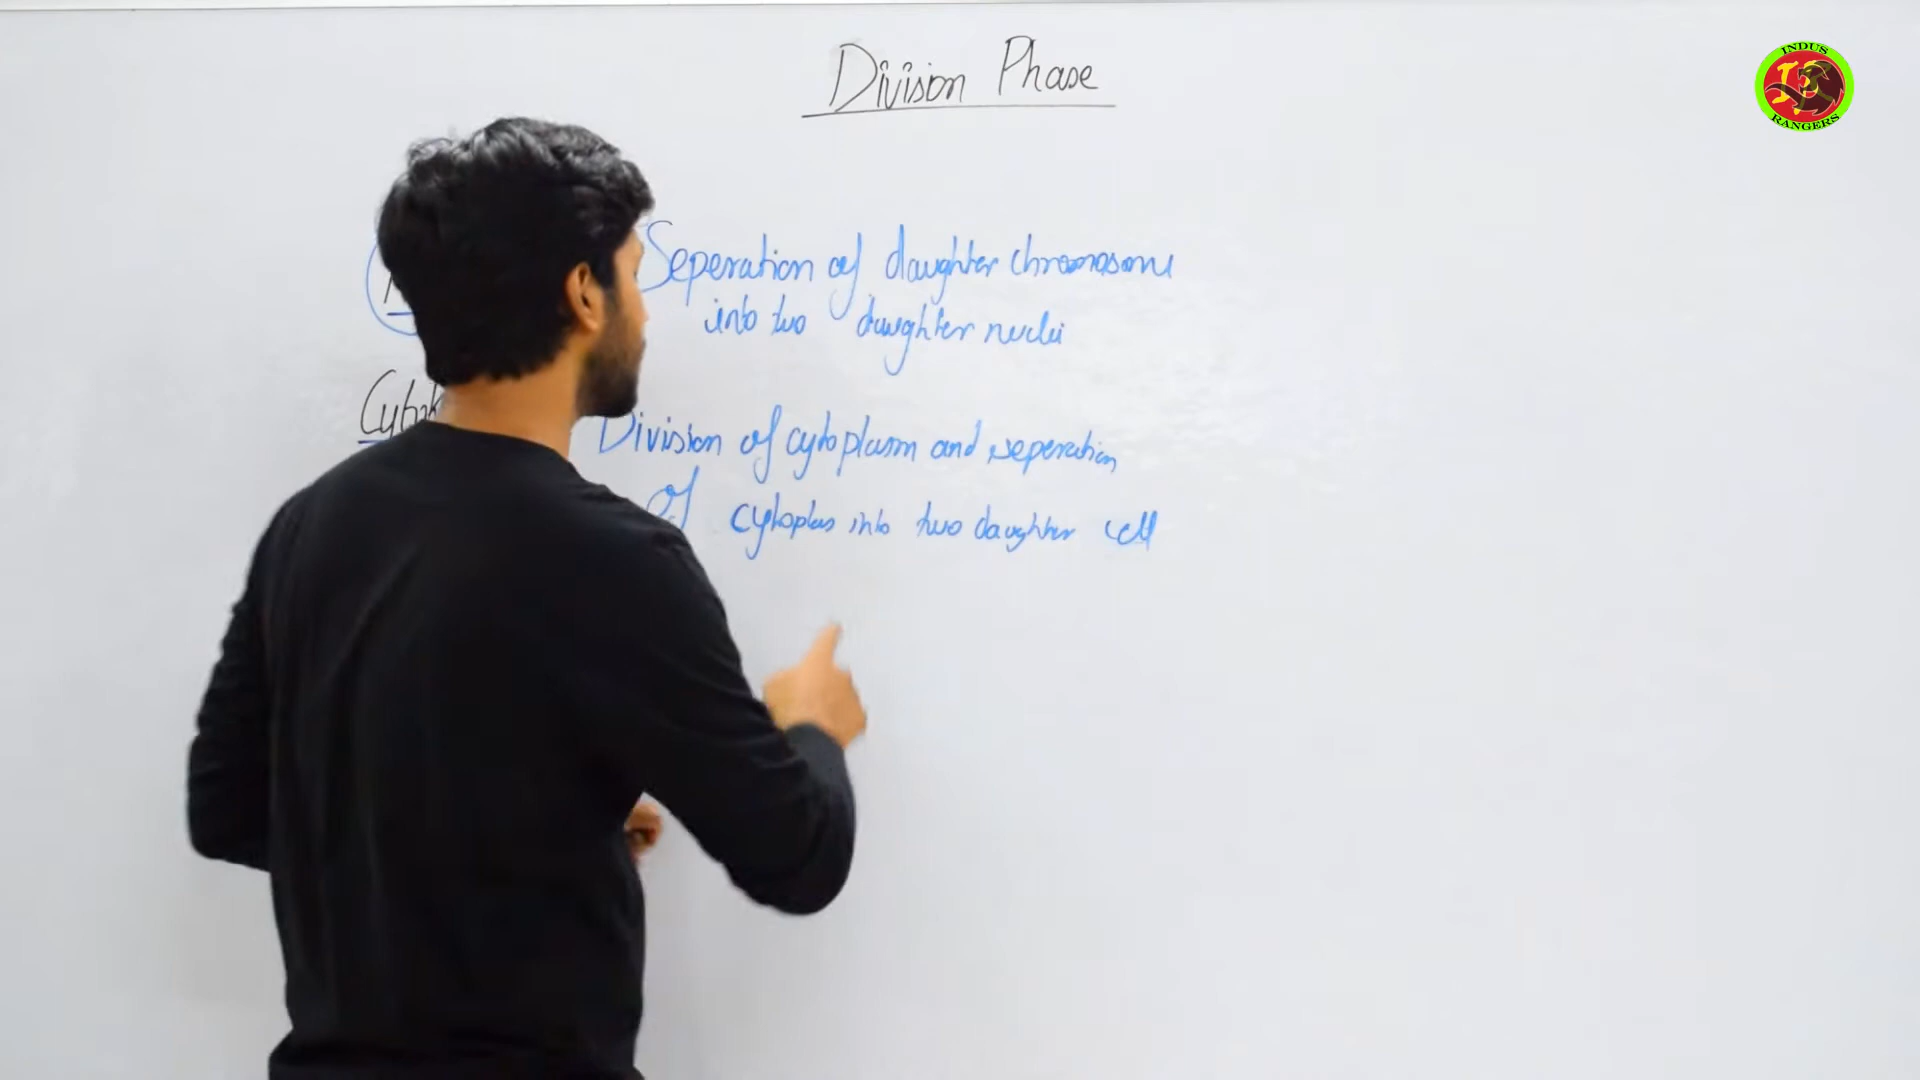 Division Phase
INDUS
IR
RANGERS
Seperation of daughter chromosome
into two daughter nuclei
Division of cytoplasm and seperation
of cytoplas into two daughter cell